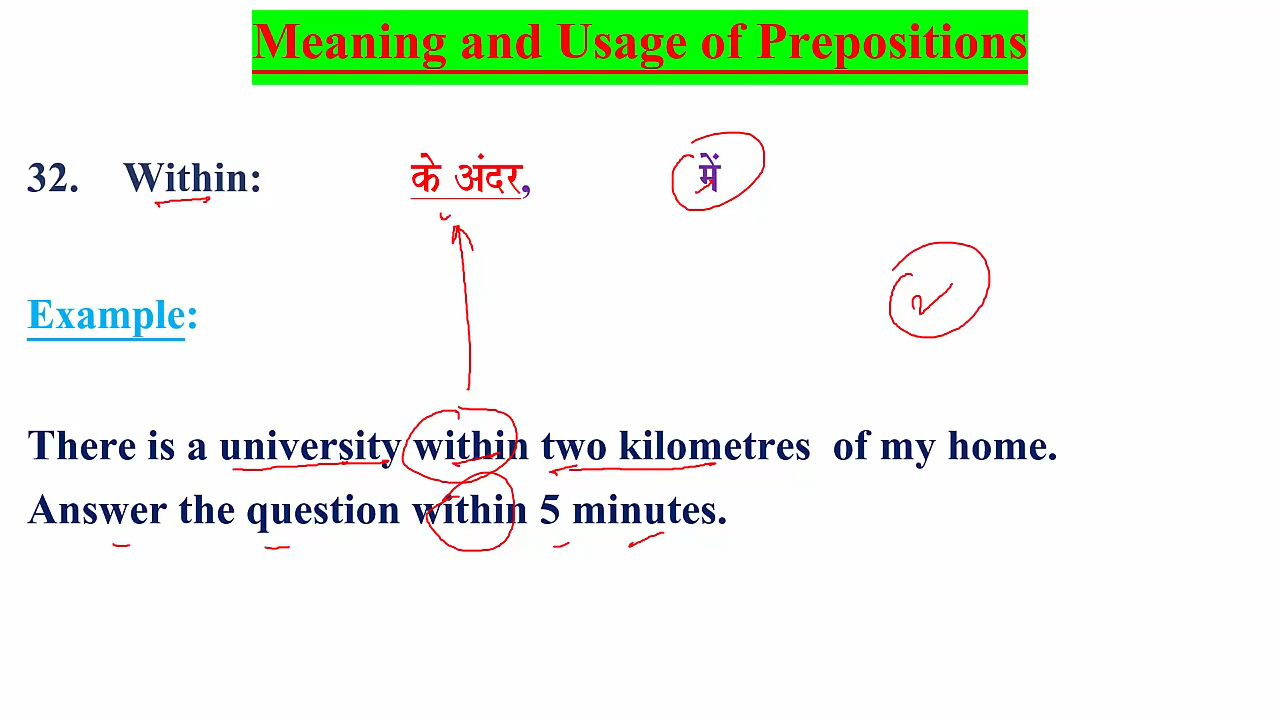 Meaning and Usage of Prepositions
32. Within: के अंदर, में
Example:
There is a university within two kilometres of my home.
Answer the question within 5 minutes.